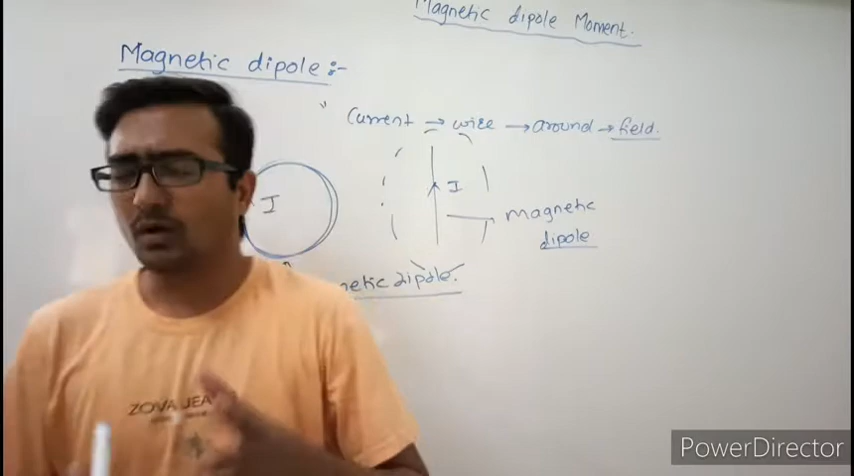 Magnetic dipole Moment.
Magnetic dipole :-
Current → wire → around → field.
I
I
magnetic
dipole
netic dipole.
ZOVA JEA
PowerDirector